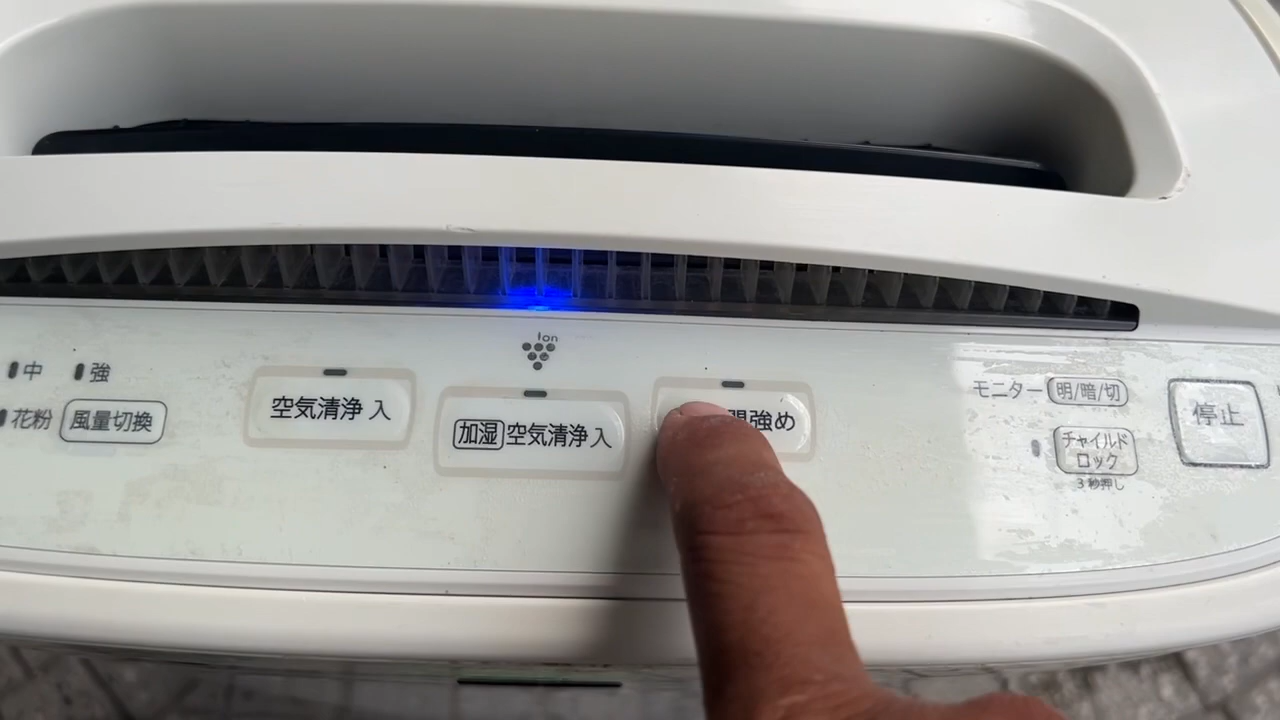 Ion
中
強
花粉
風量切換
空気清浄 入
加湿 空気清浄入
強め
モニター 明/暗/切
チャイルド
ロック
3秒押し
停止